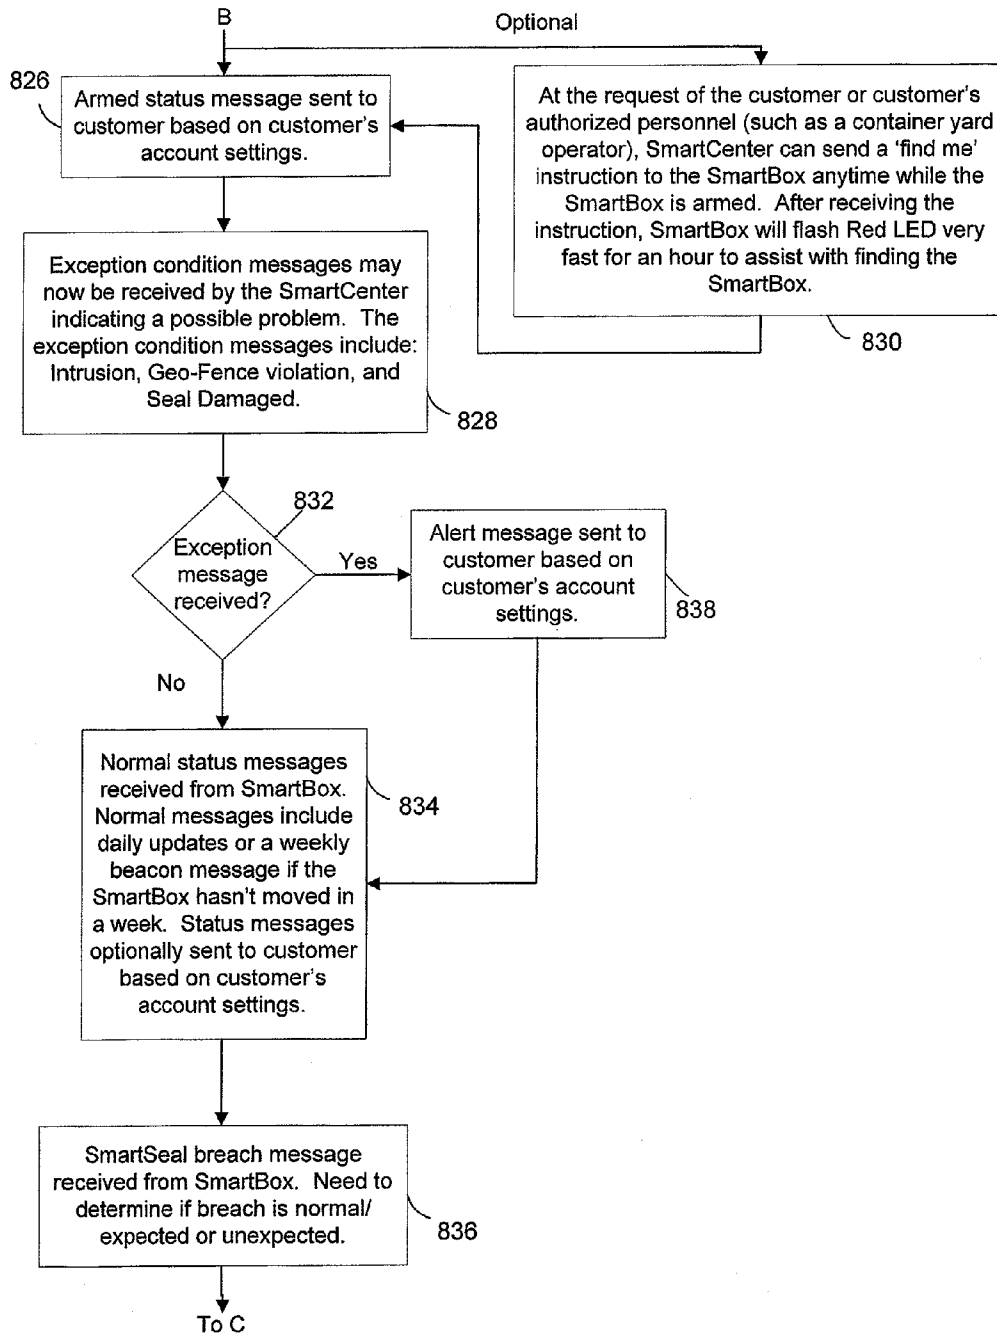 B
Optional
826
Armed status message sent to
customer based on customer's
account settings.
At the request of the customer or customer's
authorized personnel (such as a container yard
operator), SmartCenter can send a 'find me'
instruction to the SmartBox anytime while the
SmartBox is armed. After receiving the
instruction, SmartBox will flash Red LED very
fast for an hour to assist with finding the
SmartBox.
830
Exception condition messages may
now be received by the SmartCenter
indicating a possible problem. The
exception condition messages include:
Intrusion, Geo-Fence violation, and
Seal Damaged.
828
832
Exception
message
received?
Yes
Alert message sent to
customer based on
customer's account
settings.
838
No
Normal status messages
received from SmartBox.
Normal messages include
daily updates or a weekly
beacon message if the
SmartBox hasn't moved in
a week. Status messages
optionally sent to customer
based on customer's
account settings.
834
SmartSeal breach message
received from SmartBox. Need to
determine if breach is normal/
expected or unexpected.
836
To C